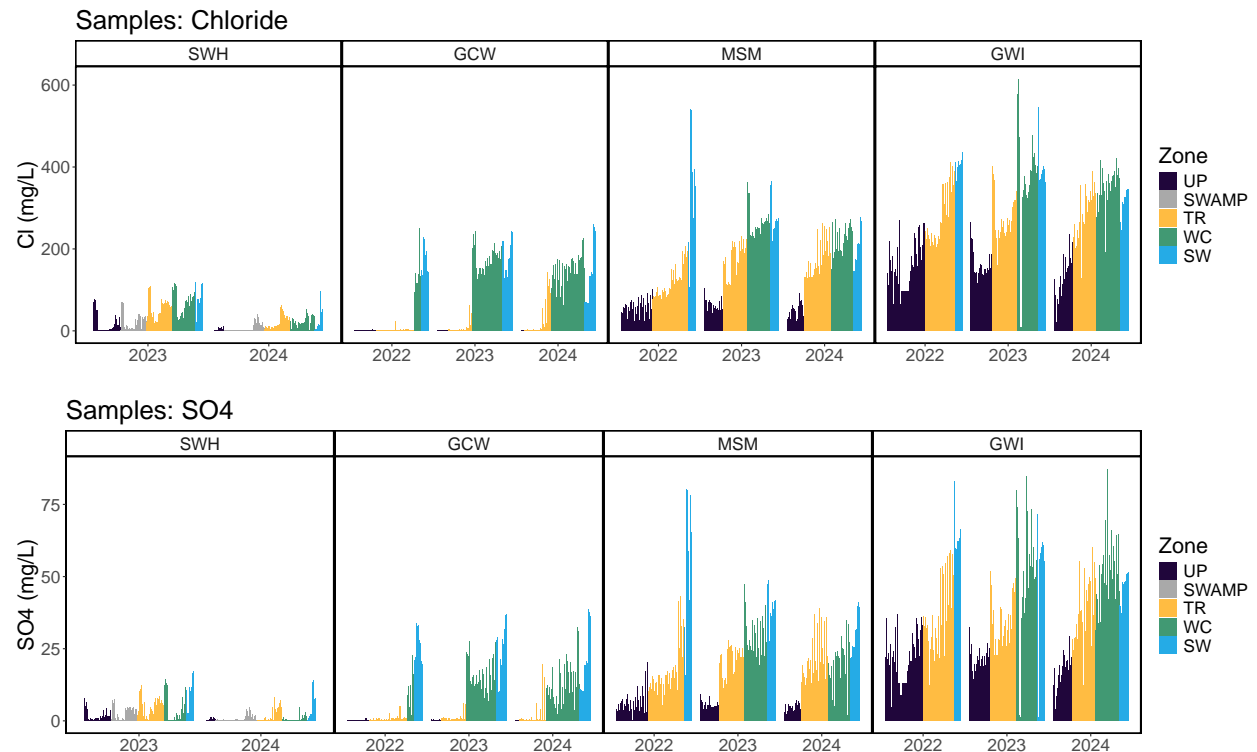 Samples: Chloride
SWH GCW MSM GWI
600
400
200
0
Cl (mg/L)
2023 2024 2022 2023 2024 2022 2023 2024 2022 2023 2024
Zone
UP
SWAMP
TR
WC
SW
Samples: SO4
SWH GCW MSM GWI
75
50
25
0
SO4 (mg/L)
2023 2024 2022 2023 2024 2022 2023 2024 2022 2023 2024
Zone
UP
SWAMP
TR
WC
SW